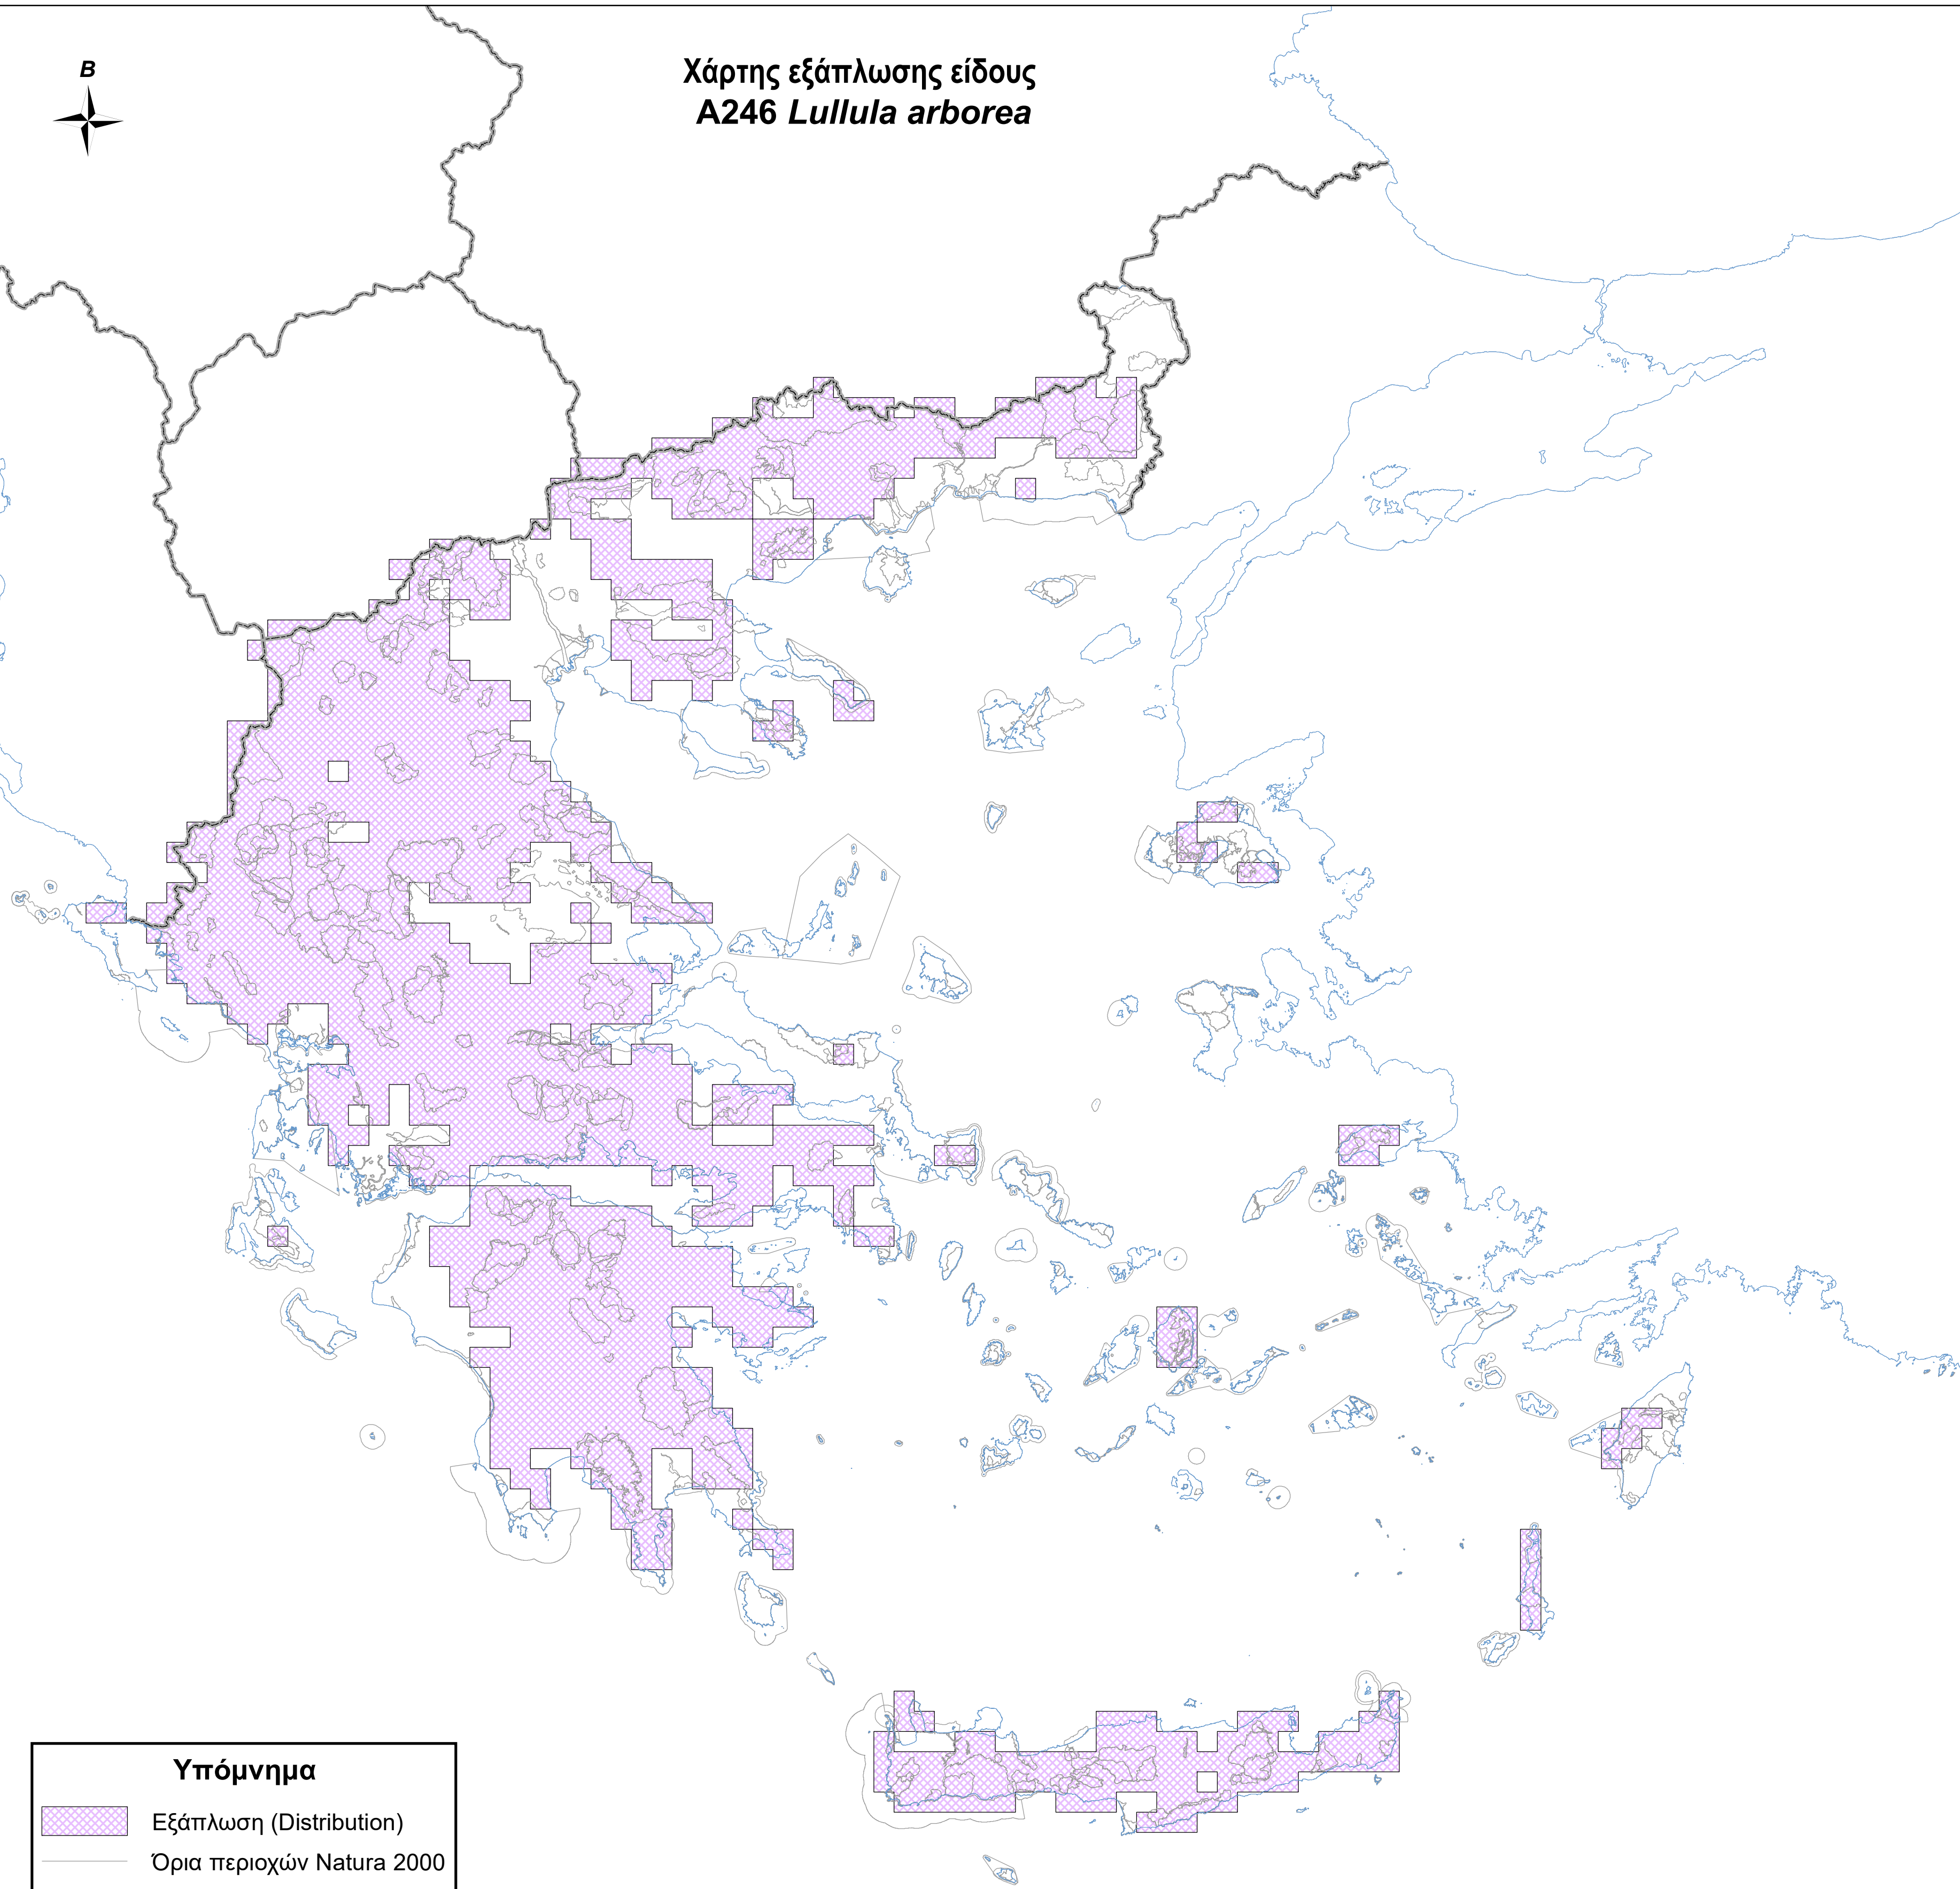 B
Χάρτης εξάπλωσης είδους
A246 Lullula arborea
Υπόμνημα
Εξάπλωση (Distribution)
Όρια περιοχών Natura 2000